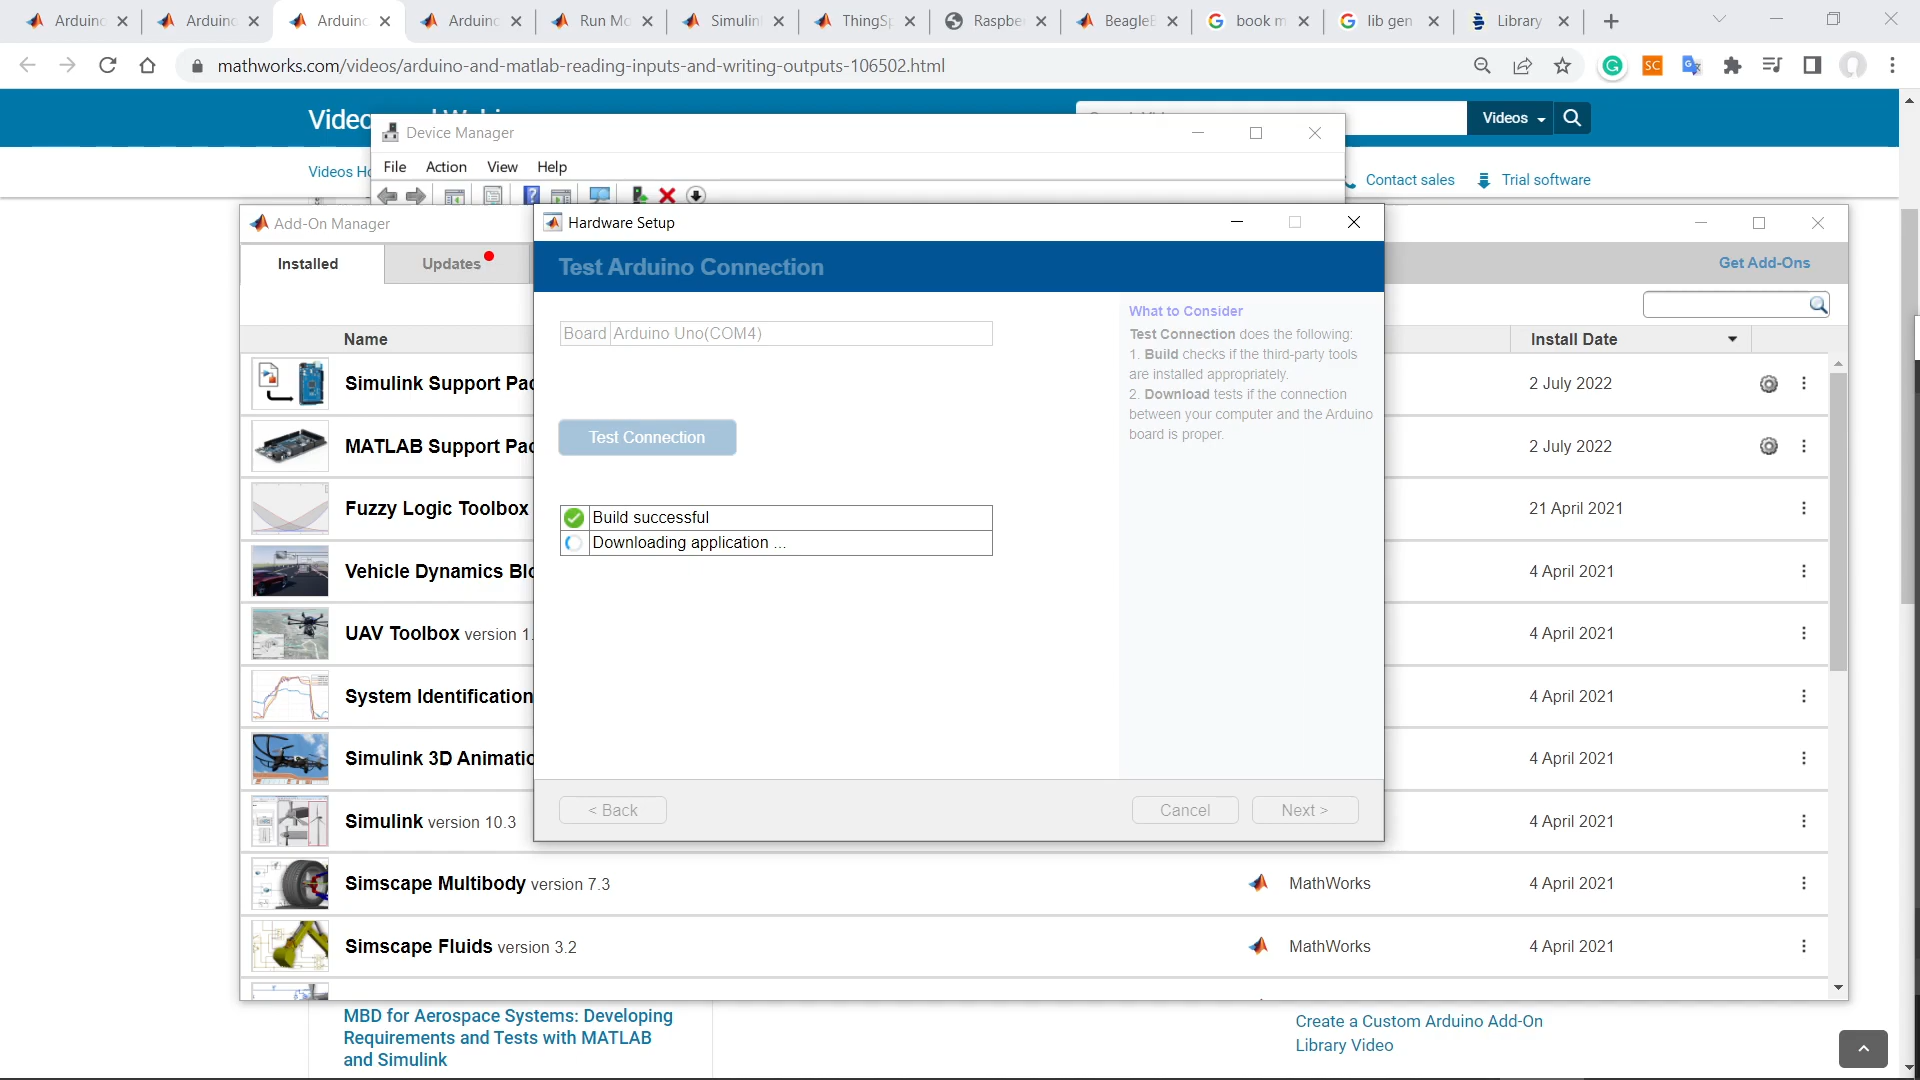 Arduino
Arduino
Arduino
Arduino
Run Mo
Simulin
ThingSp
Raspbe
BeagleB
book m
lib gen
Library
mathworks.com/videos/arduino-and-matlab-reading-inputs-and-writing-outputs-106502.html
Videos
Videos Ho
Contact sales
Trial software
Device Manager
File Action View Help
Add-On Manager
Installed
Updates
Get Add-Ons
Name
Install Date
Simulink Support Pac
2 July 2022
MATLAB Support Pac
2 July 2022
Fuzzy Logic Toolbox
21 April 2021
Vehicle Dynamics Blo
4 April 2021
UAV Toolbox version 1.
4 April 2021
System Identification
4 April 2021
Simulink 3D Animatio
4 April 2021
Simulink version 10.3
4 April 2021
Simscape Multibody version 7.3
MathWorks
4 April 2021
Simscape Fluids version 3.2
MathWorks
4 April 2021
Hardware Setup
Test Arduino Connection
Board Arduino Uno(COM4)
Test Connection
Build successful
Downloading application ...
What to Consider
Test Connection does the following:
1. Build checks if the third-party tools
are installed appropriately.
2. Download tests if the connection
between your computer and the Arduino
board is proper.
< Back
Cancel
Next >
MBD for Aerospace Systems: Developing
Requirements and Tests with MATLAB
and Simulink
Create a Custom Arduino Add-On
Library Video